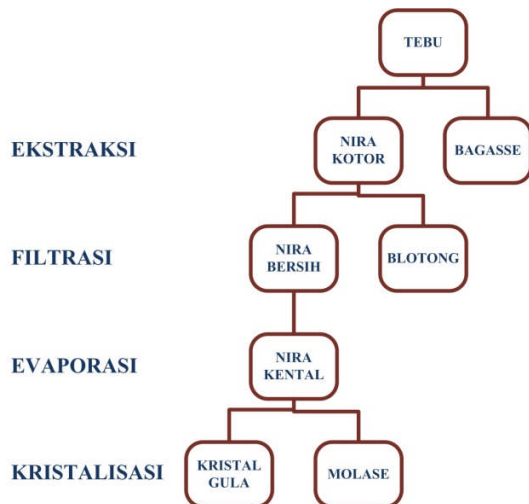 TEBU
EKSTRAKSI
NIRA
KOTOR
BAGASSE
FILTRASI
NIRA
BERSIH
BLOTONG
EVAPORASI
NIRA
KENTAL
KRISTALISASI
KRISTAL
GULA
MOLASE